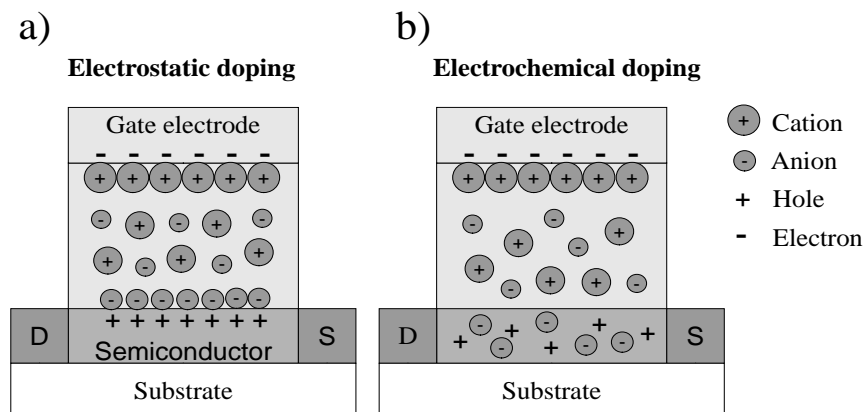 a)
Electrostatic doping
Gate electrode
- - - - - -
+ + + + + +
- + - + -
+ - + - +
- - - - - - -
+ + + + + + +
D
S
Semiconductor
Substrate
b)
Electrochemical doping
Gate electrode
- - - - - -
+ + + + + +
- + - - +
+ - + + -
D
+ - - + - - + - + +
S
Substrate
+ Cation
- Anion
+ Hole
- Electron